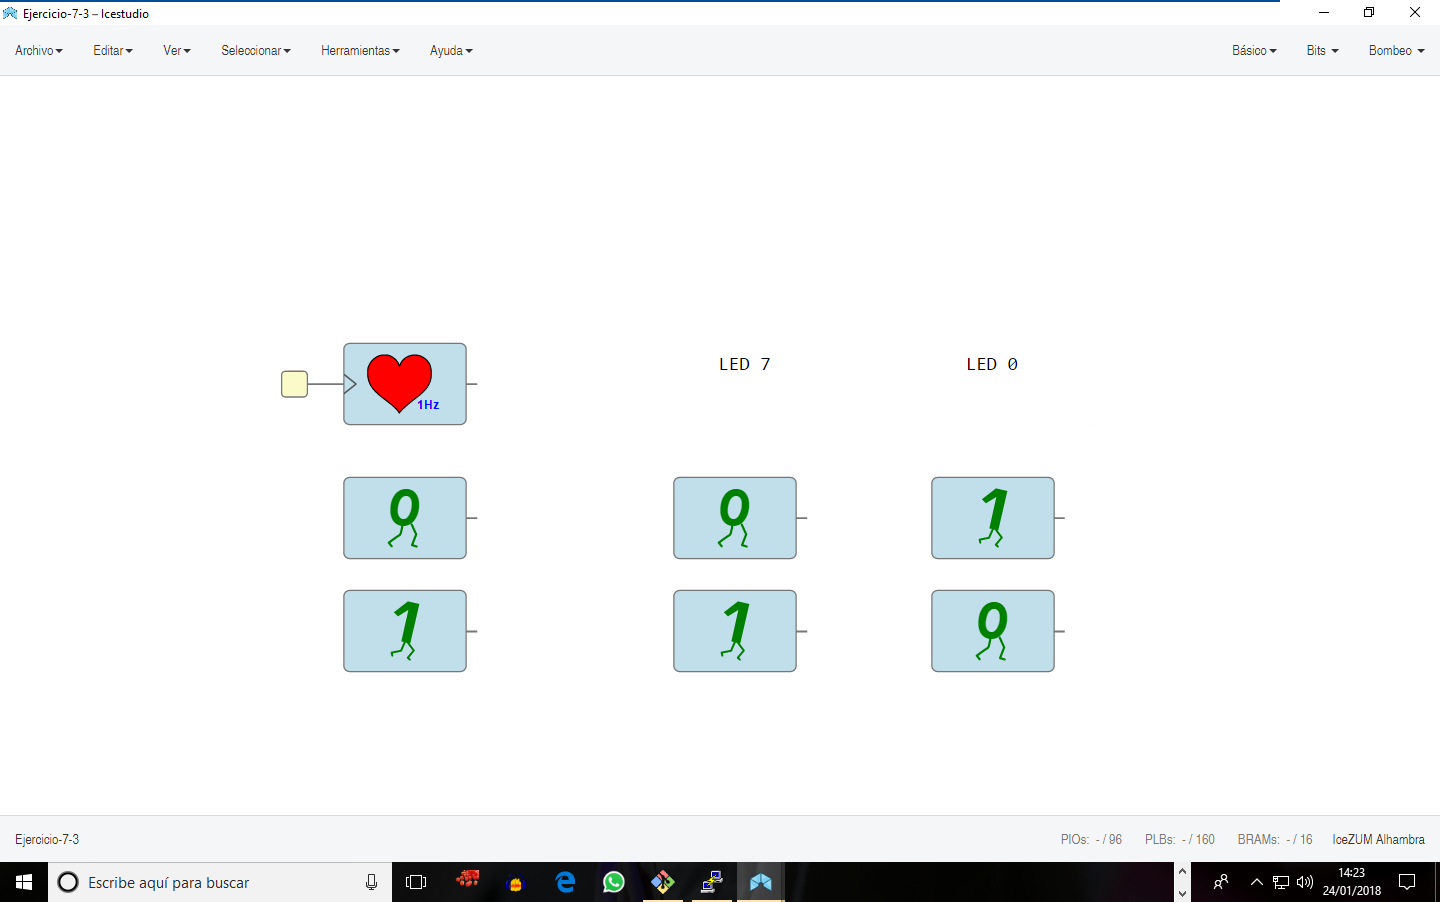 Ejercicio-7-3 – Icestudio
Archivo Editar Ver Seleccionar Herramientas Ayuda Básico Bits Bombeo
LED 7 LED 0
1Hz
0 0 1
1 1 0
Ejercicio-7-3 PIOs: - / 96 PLBs: - / 160 BRAMs: - / 16 IceZUM Alhambra
Escribe aquí para buscar
14:23
24/01/2018